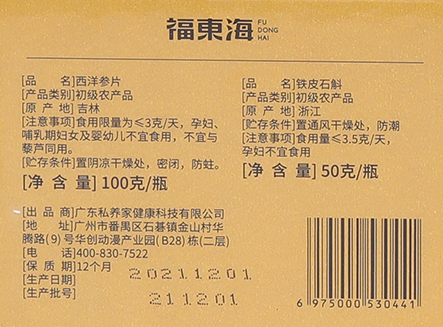 福東海
FU
DONG
HAI
[品 名]西洋参片
[产品类别]初级农产品
[原 产 地]吉林
[注意事项]食用限量为≤3克/天，孕妇、
哺乳期妇女及婴幼儿不宜食用，不宜与
藜芦同用。
[贮存条件]置阴凉干燥处，密闭，防蛀。
[净 含 量] 100克/瓶
[品 名]铁皮石斛
[产品类别]初级农产品
[原 产 地]浙江
[贮存条件]置通风干燥处，防潮
[注意事项]食用量≤3.5克/天，
孕妇不宜食用
[净 含 量] 50克/瓶
[出 品 商]广东私养家健康科技有限公司
[地 址]广州市番禺区石碁镇金山村华
腾路(9)号华创动漫产业园(B28)栋(二层)
[电 话]400-830-7522
[保 质 期]12个月
[生产日期]
20211201
[生产批号]
211201
6 975000 530441